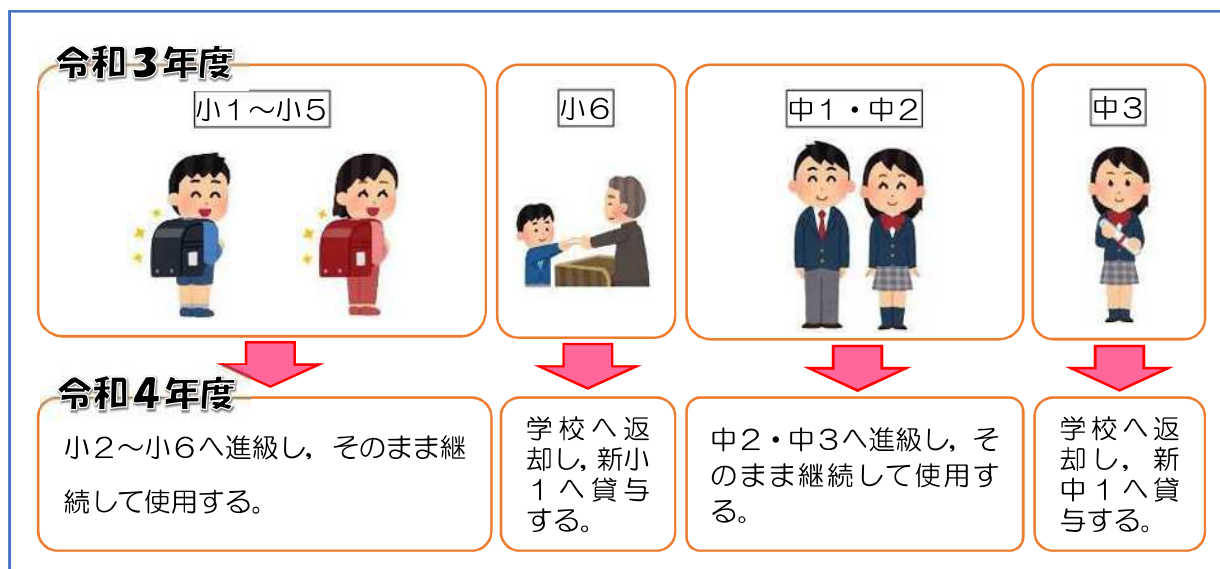 令和3年度
小1～小5
小6
中1・中2
中3
令和4年度
小2～小6へ進級し，そのまま継
続して使用する。
学校へ返
却し，新小
1へ貸与
する。
中2・中3へ進級し，そ
のまま継続して使用す
る。
学校へ返
却し，新
中1へ貸
与する。